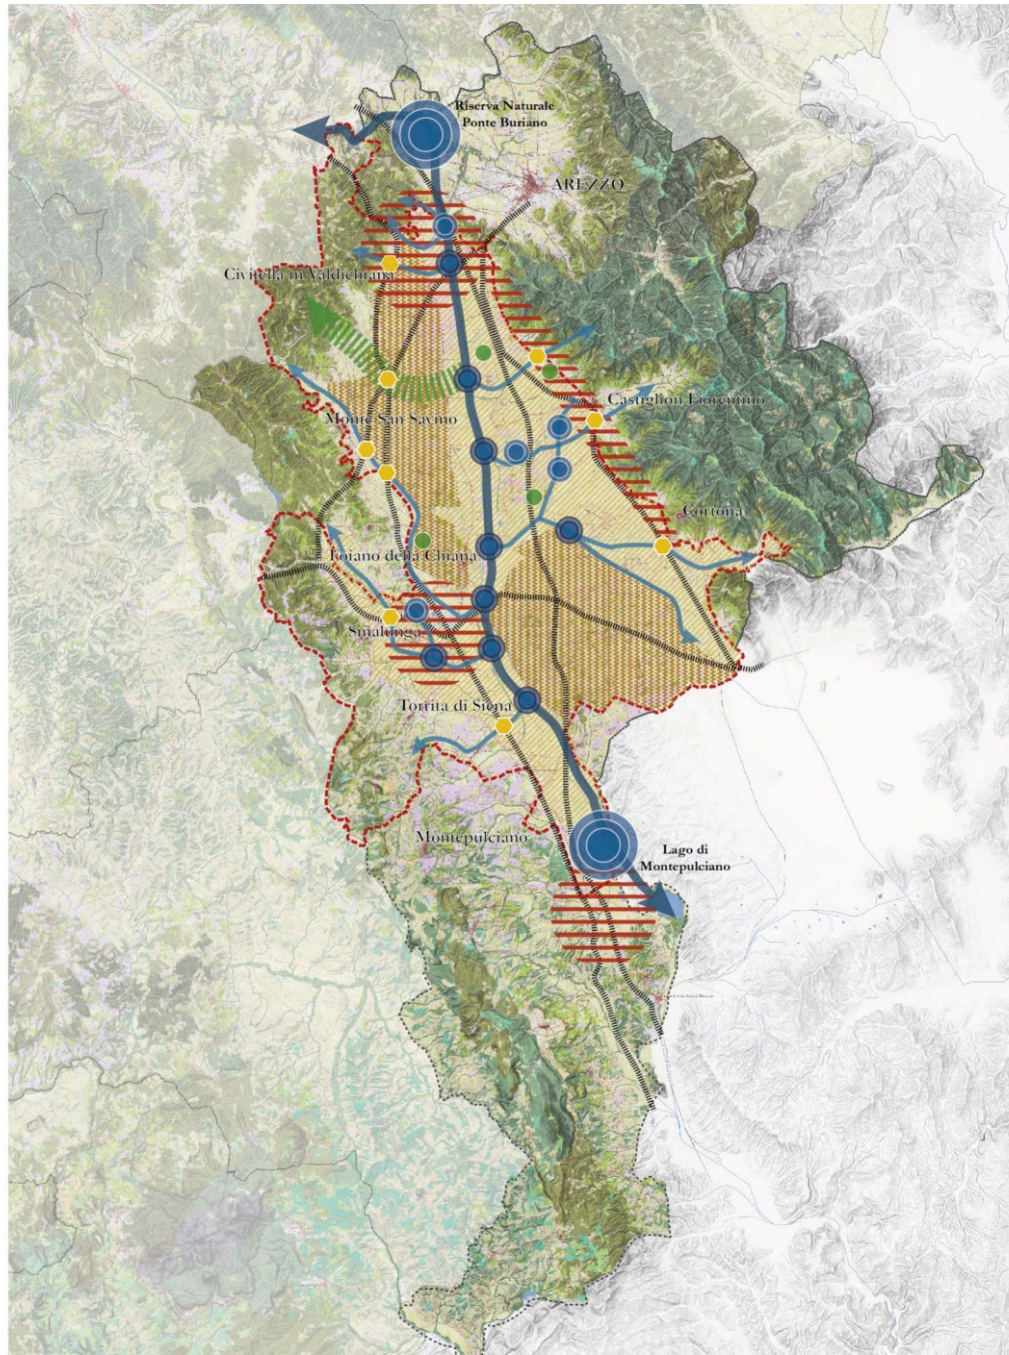 Riserva Naturale
Ponte Buriano
AREZZO
Civitella in Valdichiana
Castiglion Fiorentino
Monte San Savino
Cortona
Foiano della Chiana
Sinalunga
Torrita di Siena
Montepulciano
Lago di
Montepulciano